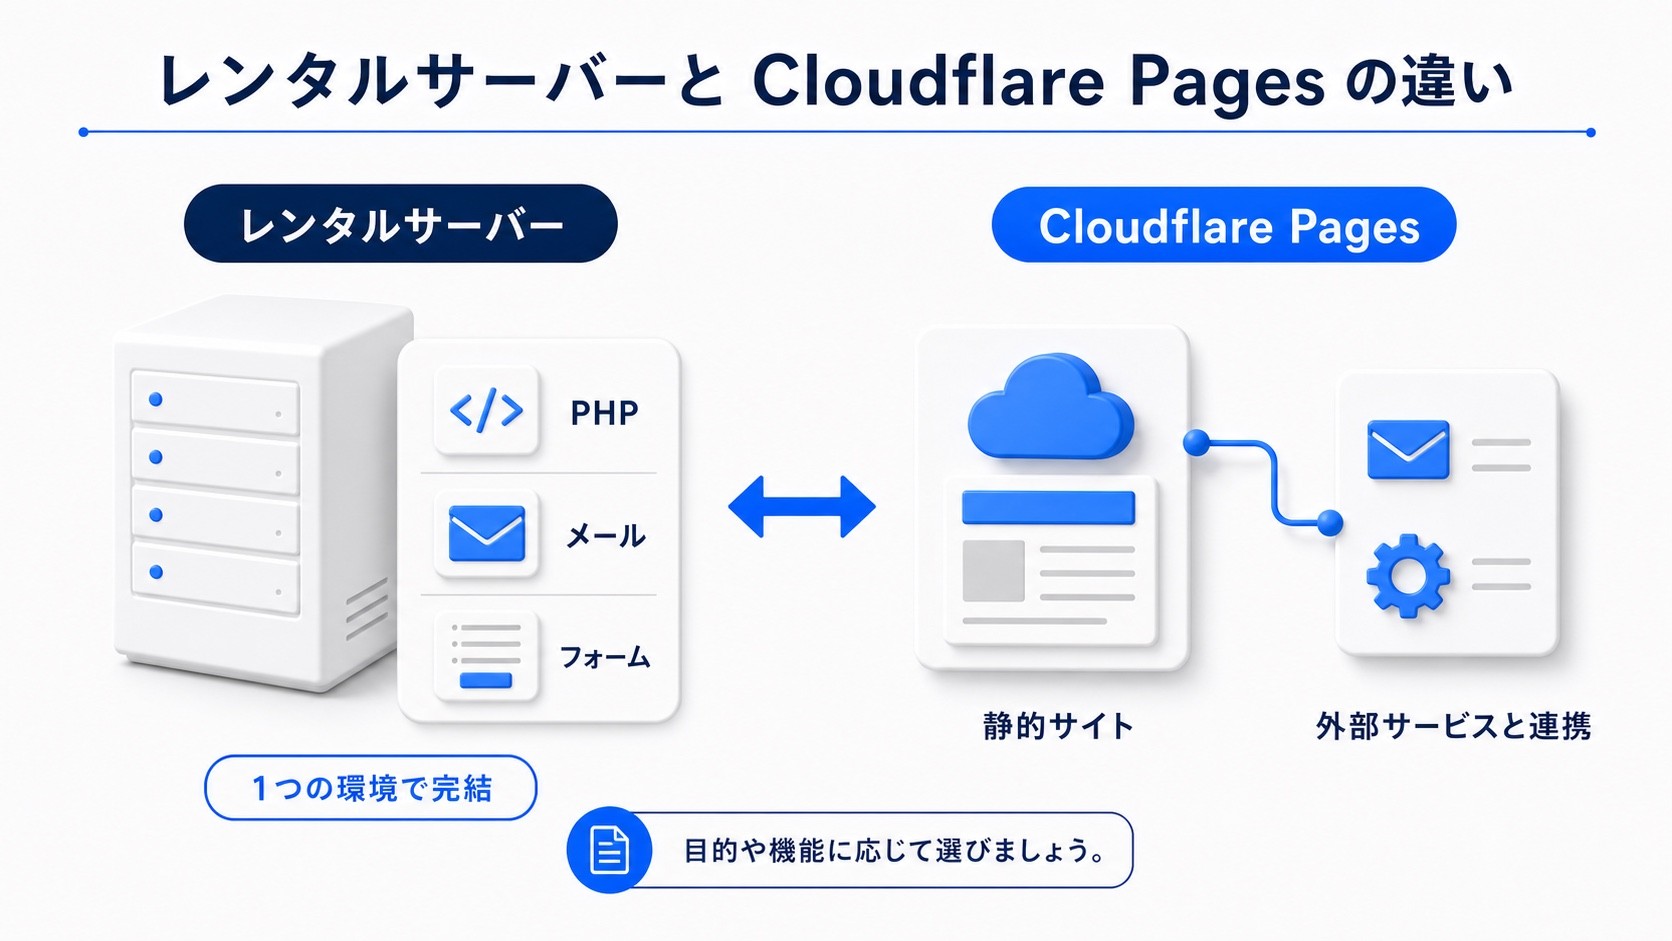 レンタルサーバーと Cloudflare Pages の違い
レンタルサーバー
</>
PHP
メール
フォーム
1つの環境で完結
Cloudflare Pages
静的サイト
外部サービスと連携
目的や機能に応じて選びましょう。